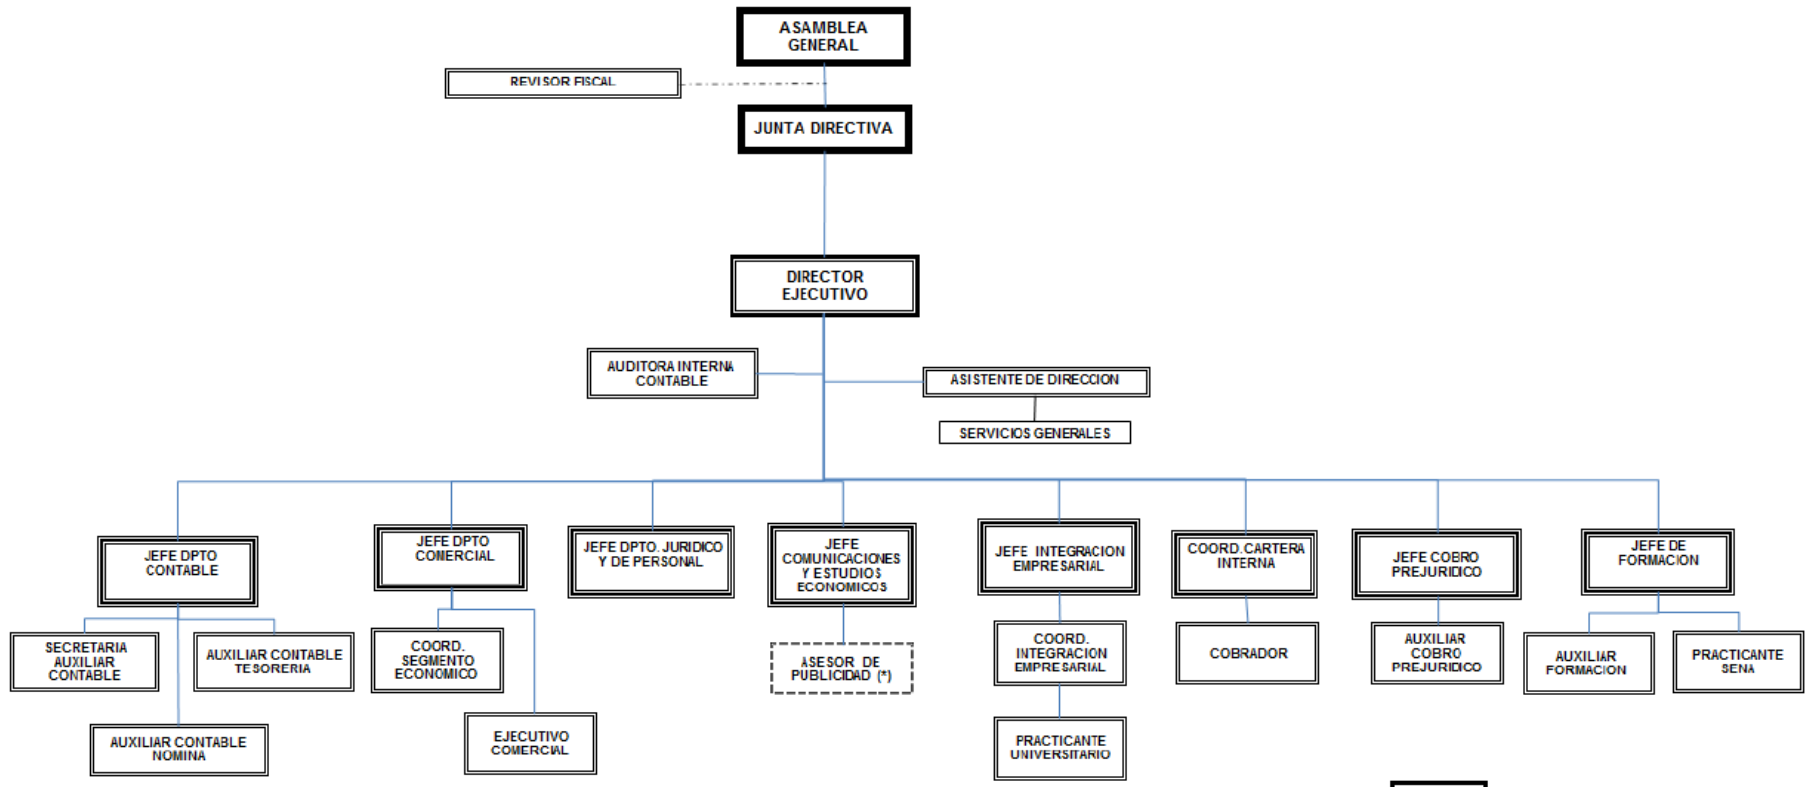 ASAMBLEA
GENERAL
REVISOR FISCAL
JUNTA DIRECTIVA
DIRECTOR
EJECUTIVO
AUDITORA INTERNA
CONTABLE
ASISTENTE DE DIRECCION
SERVICIOS GENERALES
JEFE DPTO
CONTABLE
JEFE DPTO
COMERCIAL
JEFE DPTO. JURIDICO
Y DE PERSONAL
JEFE
COMUNICACIONES
Y ESTUDIOS
ECONOMICOS
JEFE INTEGRACION
EMPRESARIAL
COORD.CARTERA
INTERNA
JEFE COBRO
PREJURIDICO
JEFE DE
FORMACION
SECRETARIA
AUXILIAR
CONTABLE
AUXILIAR CONTABLE
TESORERIA
COORD.
SEGMENTO
ECONOMICO
ASESOR DE
PUBLICIDAD (*)
COORD.
INTEGRACION
EMPRESARIAL
COBRADOR
AUXILIAR
COBRO
PREJURIDICO
AUXILIAR
FORMACION
PRACTICANTE
SENA
AUXILIAR CONTABLE
NOMINA
EJECUTIVO
COMERCIAL
PRACTICANTE
UNIVERSITARIO